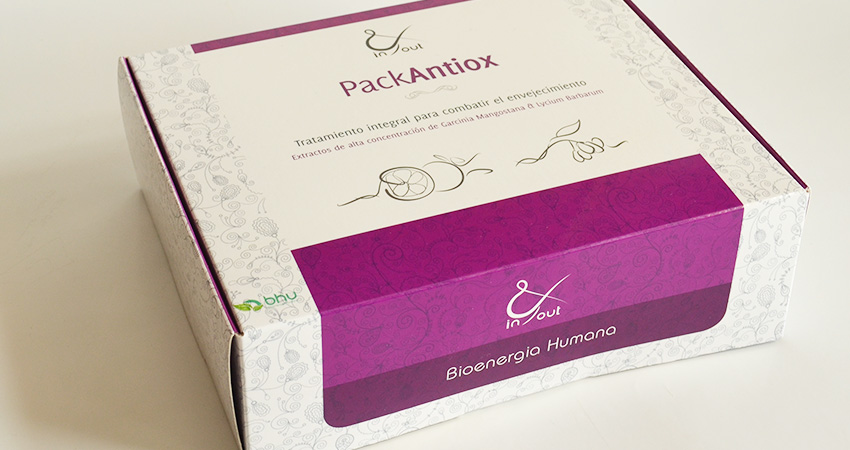 in & out
PackAntiox
Tratamiento integral para combatir el envejecimiento
Extractos de alta concentración de Garcinia Mangostana & Lycium Barbarum
bhu
in & out
Bioenergia Humana